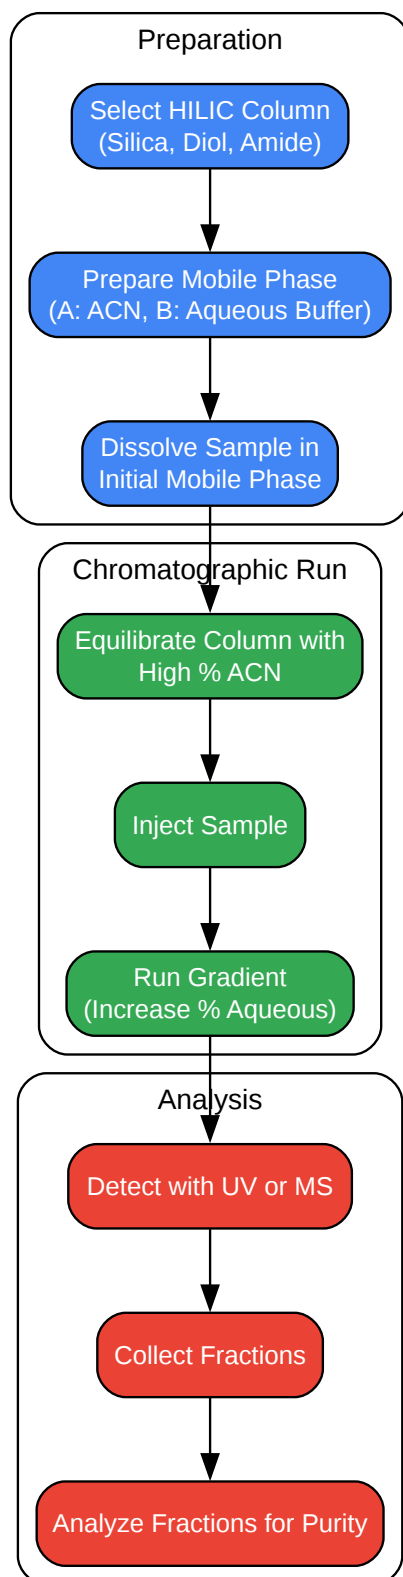 Preparation
Select HILIC Column
(Silica, Diol, Amide)
Prepare Mobile Phase
(A: ACN, B: Aqueous Buffer)
Dissolve Sample in
Initial Mobile Phase
Chromatographic Run
Equilibrate Column with
High % ACN
Inject Sample
Run Gradient
(Increase % Aqueous)
Analysis
Detect with UV or MS
Collect Fractions
Analyze Fractions for Purity